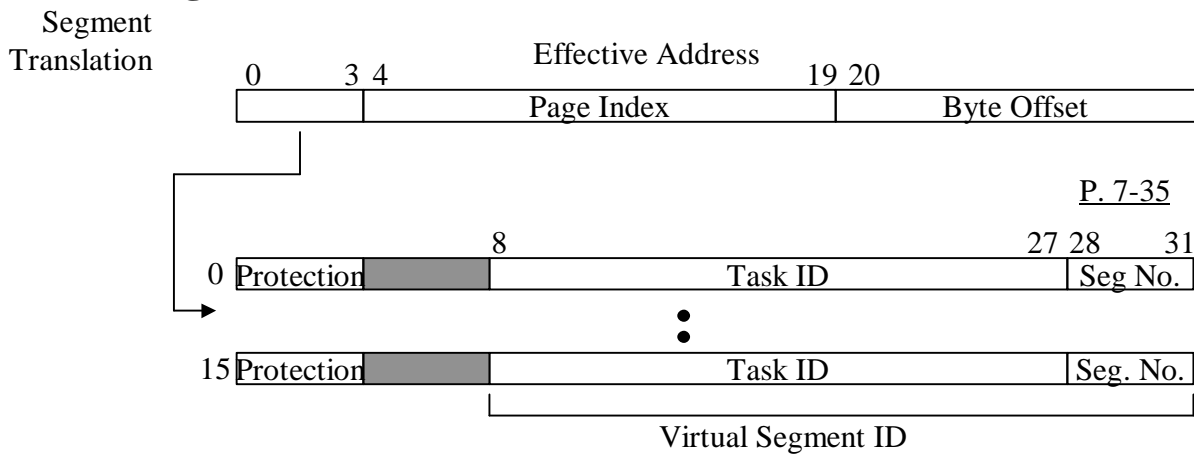 Segment
Translation
Effective Address
0 3 4 19 20
Page Index Byte Offset
P. 7-35
8 27 28 31
0 Protection Task ID Seg No.
15 Protection Task ID Seg. No.
Virtual Segment ID